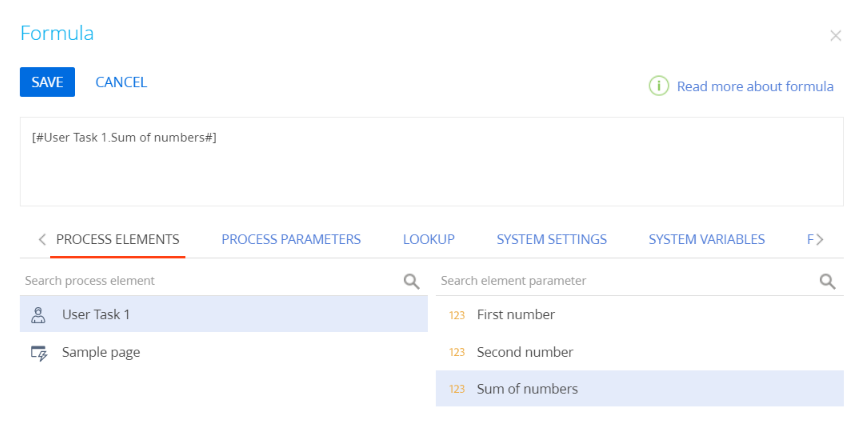 Formula
SAVE CANCEL
Read more about formula
[#User Task 1.Sum of numbers#]
PROCESS ELEMENTS PROCESS PARAMETERS LOOKUP SYSTEM SETTINGS SYSTEM VARIABLES F
Search process element
Search element parameter
User Task 1
Sample page
123 First number
123 Second number
123 Sum of numbers